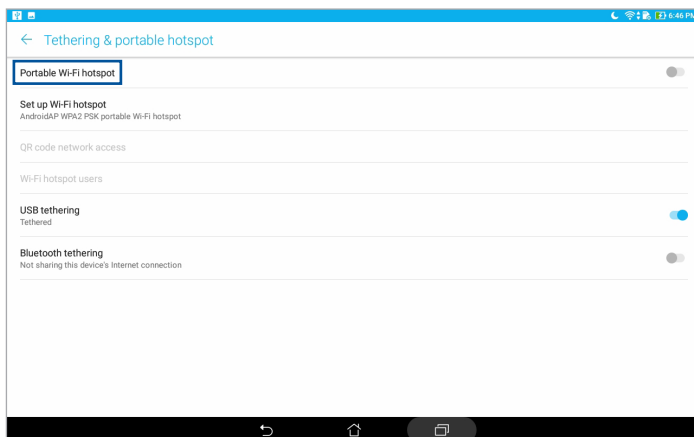 6:46 PM
Tethering & portable hotspot
Portable Wi-Fi hotspot
Set up Wi-Fi hotspot
AndroidAP WPA2 PSK portable Wi-Fi hotspot
QR code network access
Wi-Fi hotspot users
USB tethering
Tethered
Bluetooth tethering
Not sharing this device's Internet connection